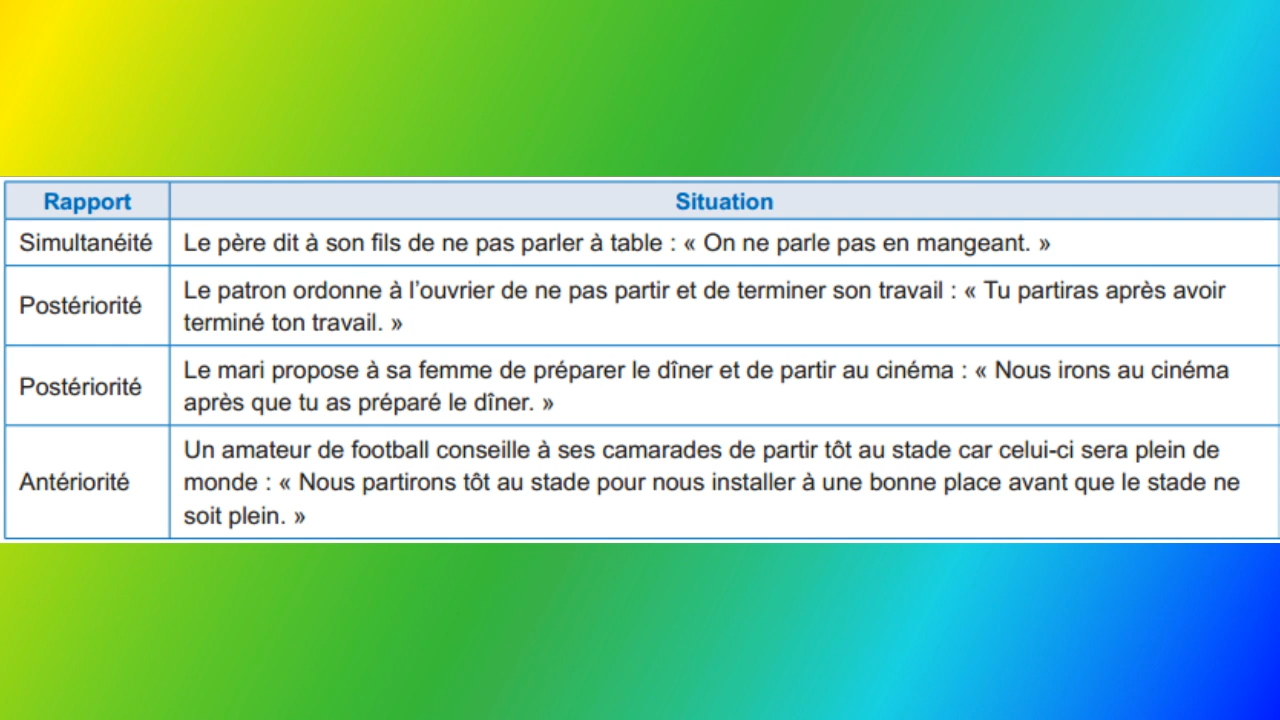 Rapport Situation
Simultanéité Le père dit à son fils de ne pas parler à table : « On ne parle pas en mangeant. »
Postériorité Le patron ordonne à l’ouvrier de ne pas partir et de terminer son travail : « Tu partiras après avoir
terminé ton travail. »
Postériorité Le mari propose à sa femme de préparer le dîner et de partir au cinéma : « Nous irons au cinéma
après que tu as préparé le dîner. »
Antériorité Un amateur de football conseille à ses camarades de partir tôt au stade car celui-ci sera plein de
monde : « Nous partirons tôt au stade pour nous installer à une bonne place avant que le stade ne
soit plein. »